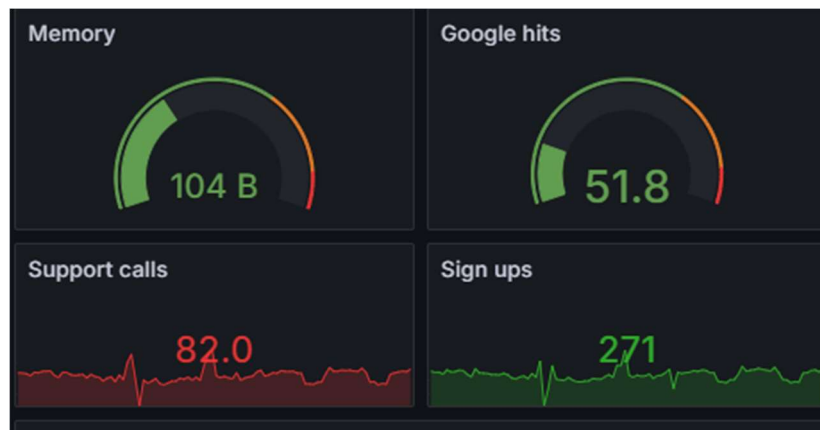 Memory
104 B
Google hits
51.8
Support calls
82.0
Sign ups
271